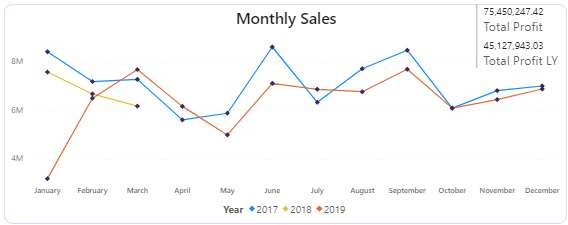 Monthly Sales
75,450,247.42
Total Profit
45,127,943.03
Total Profit LY
8M
6M
4M
January February March April May June July August September October November December
Year 2017 2018 2019